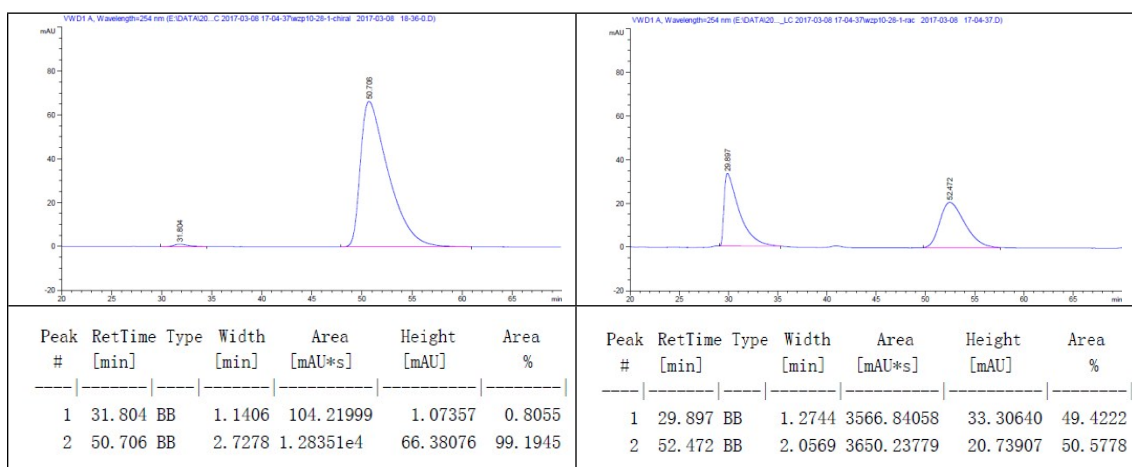 VWD1 A, Wavelength=254 nm (E:\DATA\20...C 2017-03-08 17-04-37\wzp10-28-1-chiral 2017-03-08 18-36-0.D)
mAU
80
60
40
20
0
-20
31.804
50.706
20 25 30 35 40 45 50 55 60 65 min
VWD1 A, Wavelength=254 nm (E:\DATA\20..._LC 2017-03-08 17-04-37\wzp10-28-1-rac 2017-03-08 17-04-37.D)
mAU
100
80
60
40
20
0
-20
29.897
52.472
20 25 30 35 40 45 50 55 60 65 min
Peak RetTime Type Width Area Height Area
# [min] [min] [mAU*s] [mAU] %
----|-------|----|-------|----------|----------|--------|
1 31.804 BB 1.1406 104.21999 1.07357 0.8055
2 50.706 BB 2.7278 1.28351e4 66.38076 99.1945
Peak RetTime Type Width Area Height Area
# [min] [min] [mAU*s] [mAU] %
----|-------|----|-------|----------|----------|--------|
1 29.897 BB 1.2744 3566.84058 33.30640 49.4222
2 52.472 BB 2.0569 3650.23779 20.73907 50.5778